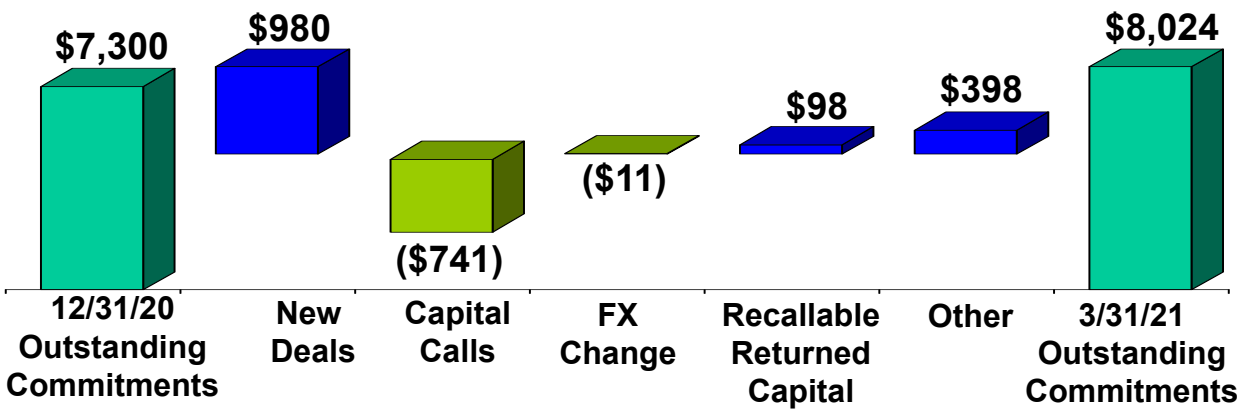 $7,300
$980
($741)
($11)
$98
$398
$8,024
12/31/20
Outstanding
Commitments
New
Deals
Capital
Calls
FX
Change
Recallable
Returned
Capital
Other
3/31/21
Outstanding
Commitments